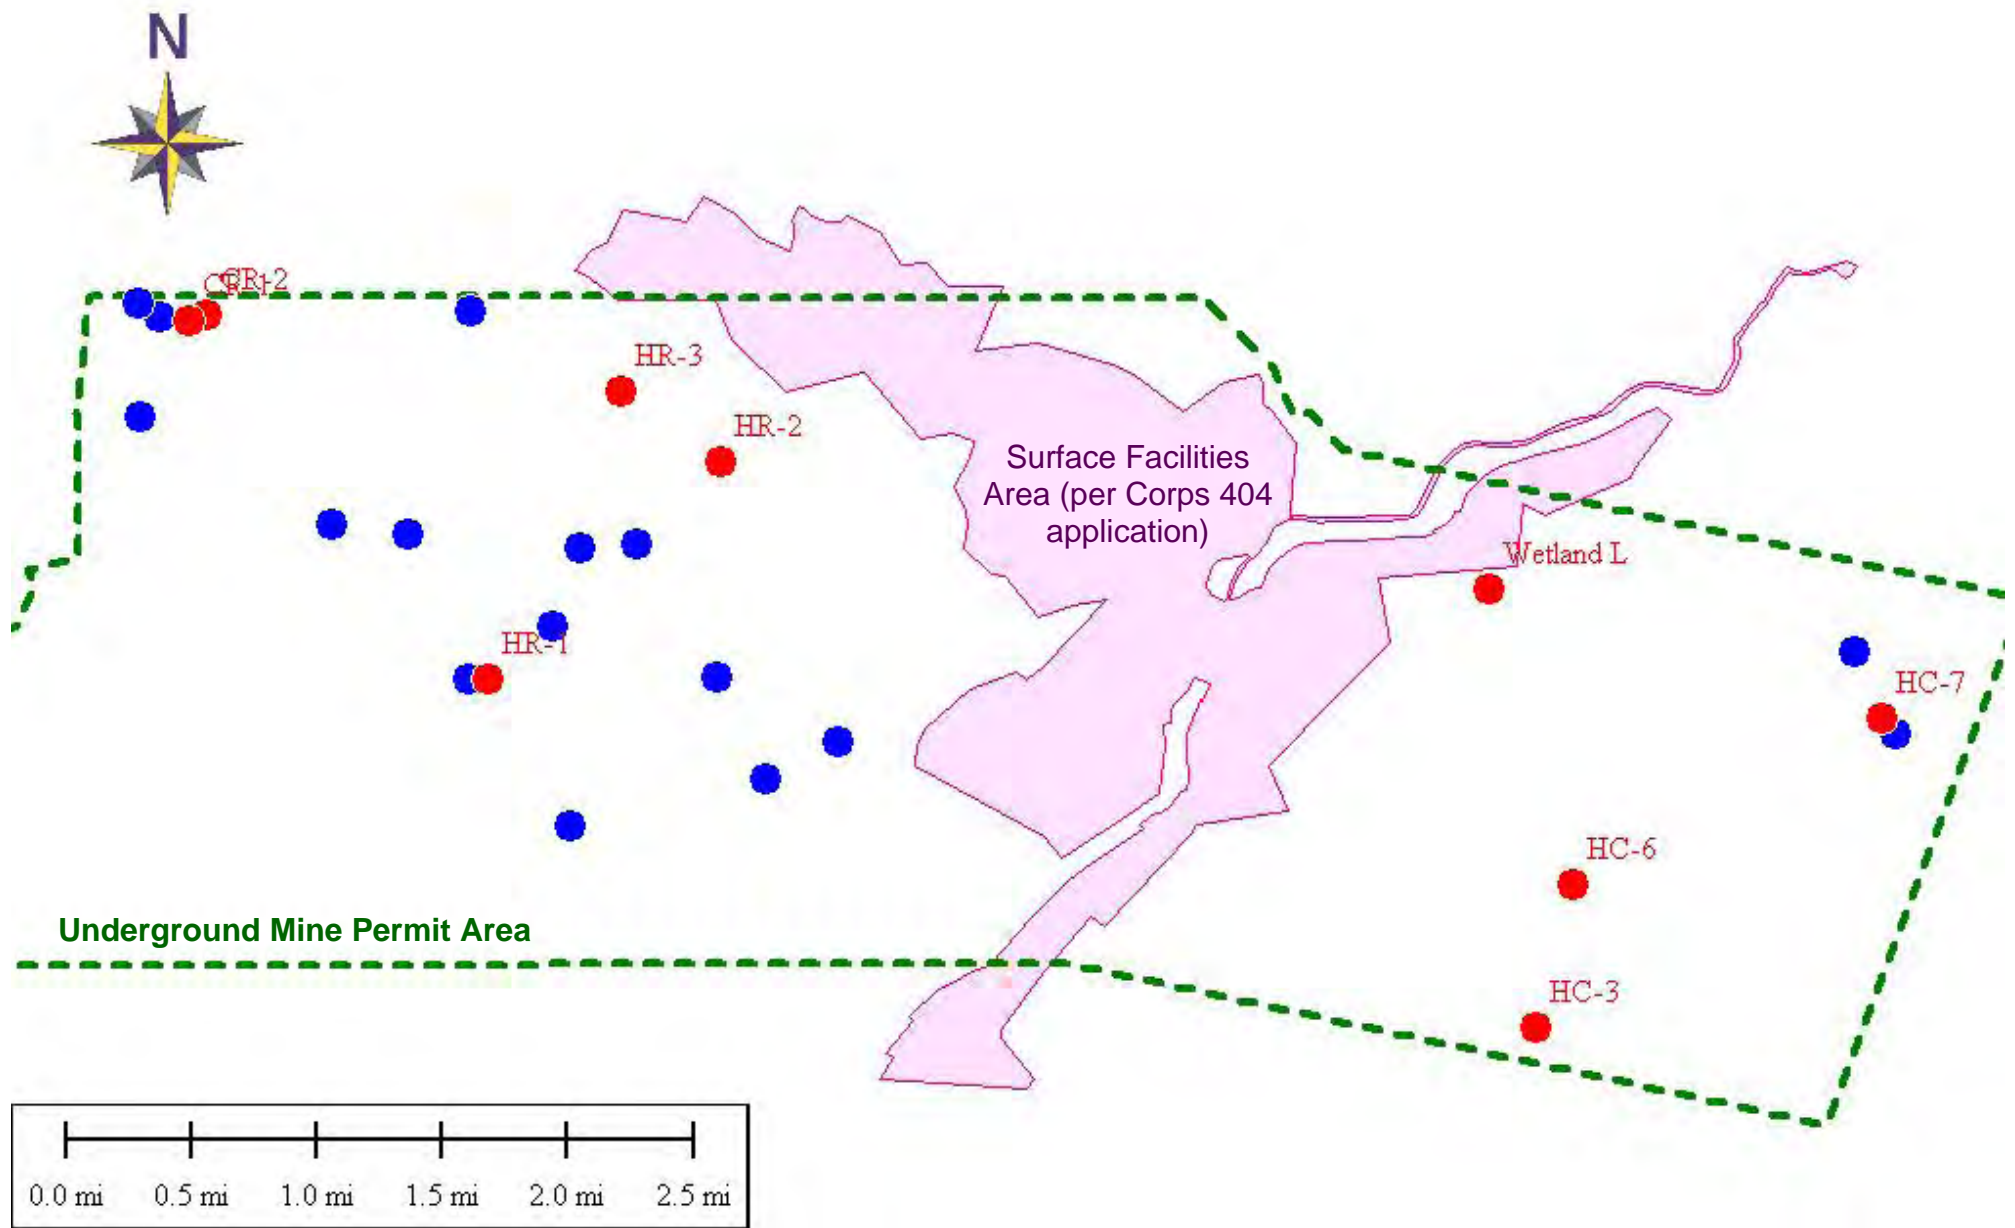 N
CR-2
HR-3
HR-2
Surface Facilities
Area (per Corps 404
application)
Wetland L
HR-1
HC-7
HC-6
Underground Mine Permit Area
HC-3
0.0 mi 0.5 mi 1.0 mi 1.5 mi 2.0 mi 2.5 mi